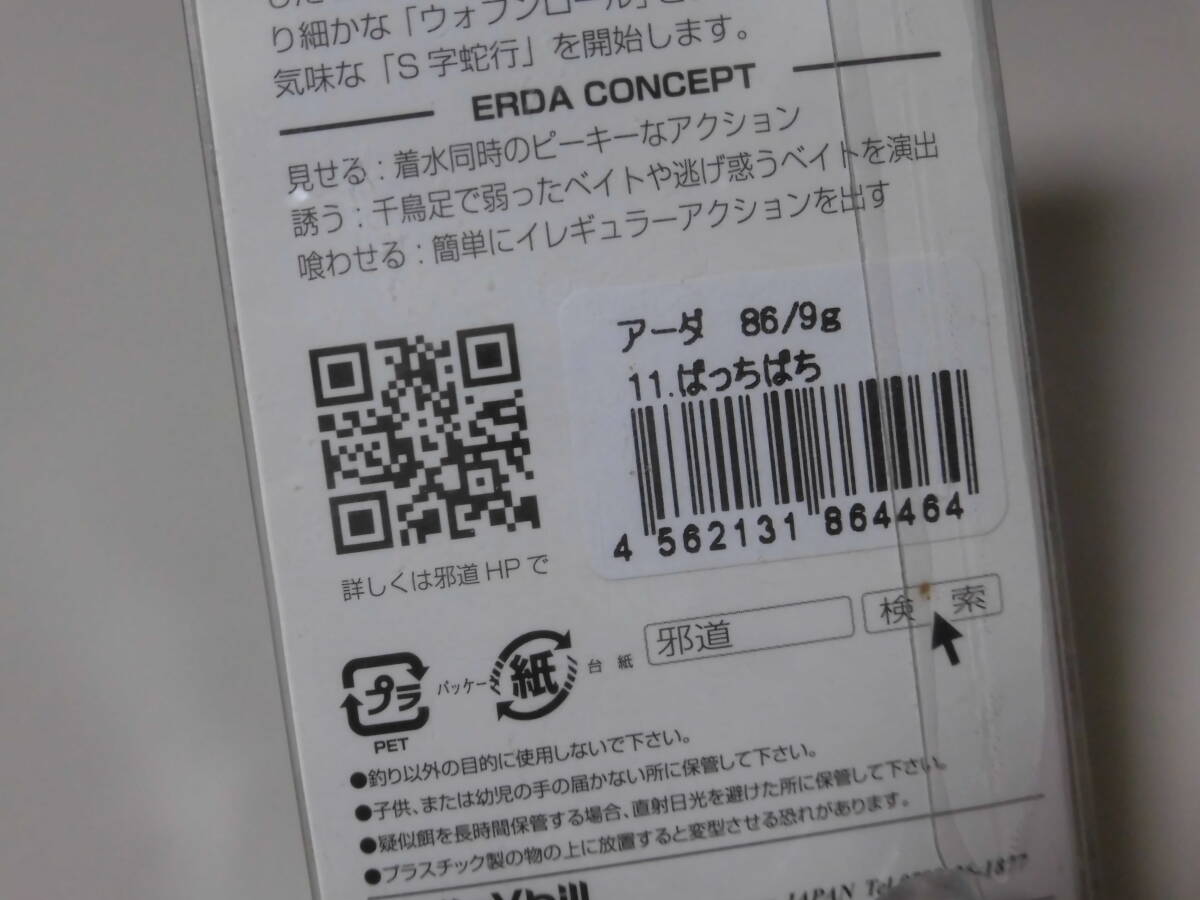 り細かな「ウォブンロール」
気味な「S字蛇行」を開始します。
ERDA CONCEPT
見せる：着水同時のピーキーなアクション
誘う：千鳥足で弱ったベイトや逃げ惑うベイトを演出
喰わせる：簡単にイレギュラーアクションを出す
アーダ 86/9g
11.ぱっちぱち
4 562131 864464
詳しくは邪道HPで
邪道 検索
プラ パッケージ 紙 台紙
PET
●釣り以外の目的に使用しないで下さい。
●子供、または幼児の手の届かない所に保管して下さい。
●疑似餌を長時間保管する場合、直射日光を避けた所に保管して下さい。
●プラスチック製の物の上に放置すると変型させる恐れがあります。
JAPAN Tel